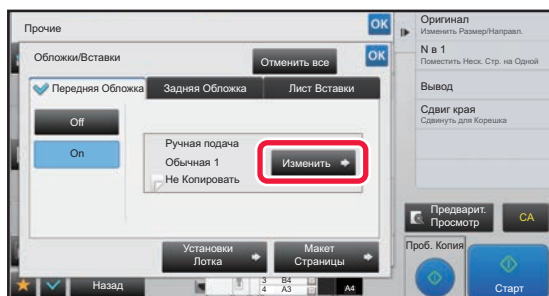 Прочие
OK
Обложки/Вставки
Отменить все
OK
Передняя Обложка
Задняя Обложка
Лист Вставки
Off
On
Ручная подача
Обычная 1
Не Копировать
Изменить
Установки
Лотка
Макет
Страницы
Назад
3 B4
4 A3
A4
Оригинал
Изменить Размер/Направл.
N в 1
Поместить Неск. Стр. на Одной
Вывод
Сдвиг края
Сдвинуть для Корешка
Предварит.
Просмотр
CA
Проб. Копия
Старт